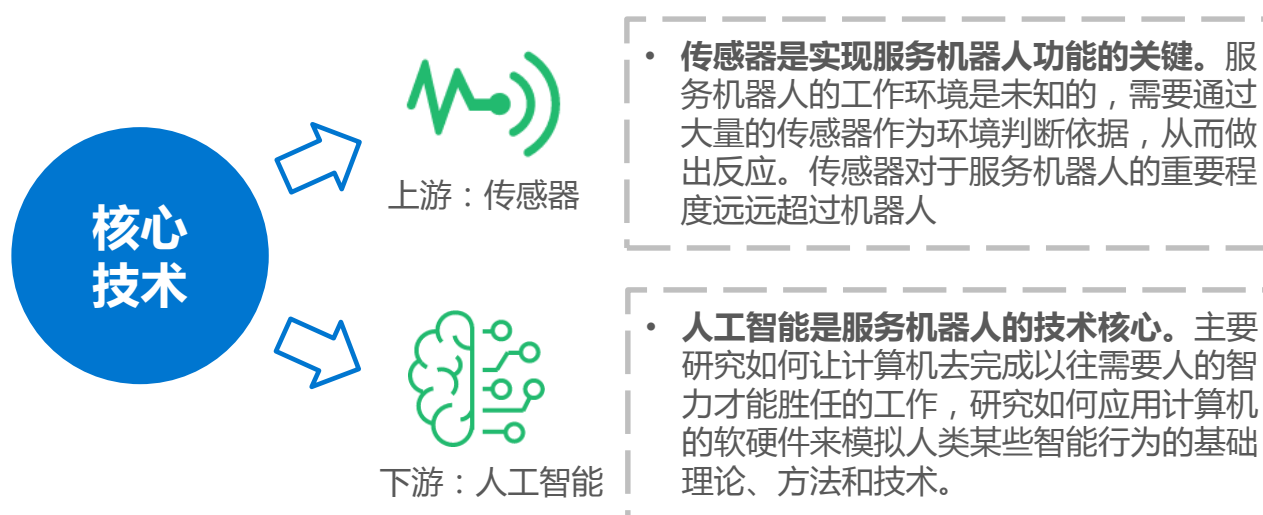 核心
技术
上游：传感器
• 传感器是实现服务机器人功能的关键。服
务机器人的工作环境是未知的，需要通过
大量的传感器作为环境判断依据，从而做
出反应。传感器对于服务机器人的重要程
度远远超过机器人
下游：人工智能
• 人工智能是服务机器人的技术核心。主要
研究如何让计算机去完成以往需要人的智
力才能胜任的工作，研究如何应用计算机
的软硬件来模拟人类某些智能行为的基础
理论、方法和技术。